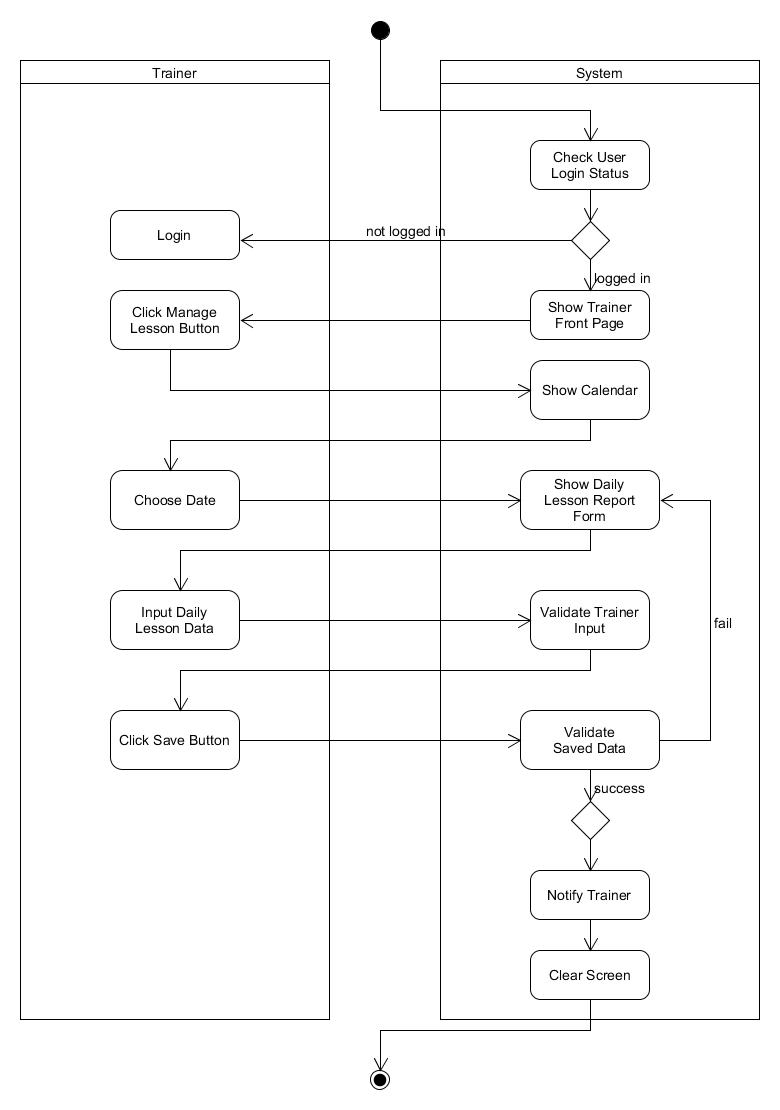 Trainer
System
Check User
Login Status
Login
not logged in
logged in
Click Manage
Lesson Button
Show Trainer
Front Page
Show Calendar
Choose Date
Show Daily
Lesson Report
Form
Input Daily
Lesson Data
Validate Trainer
Input
fail
Click Save Button
Validate
Saved Data
success
Notify Trainer
Clear Screen